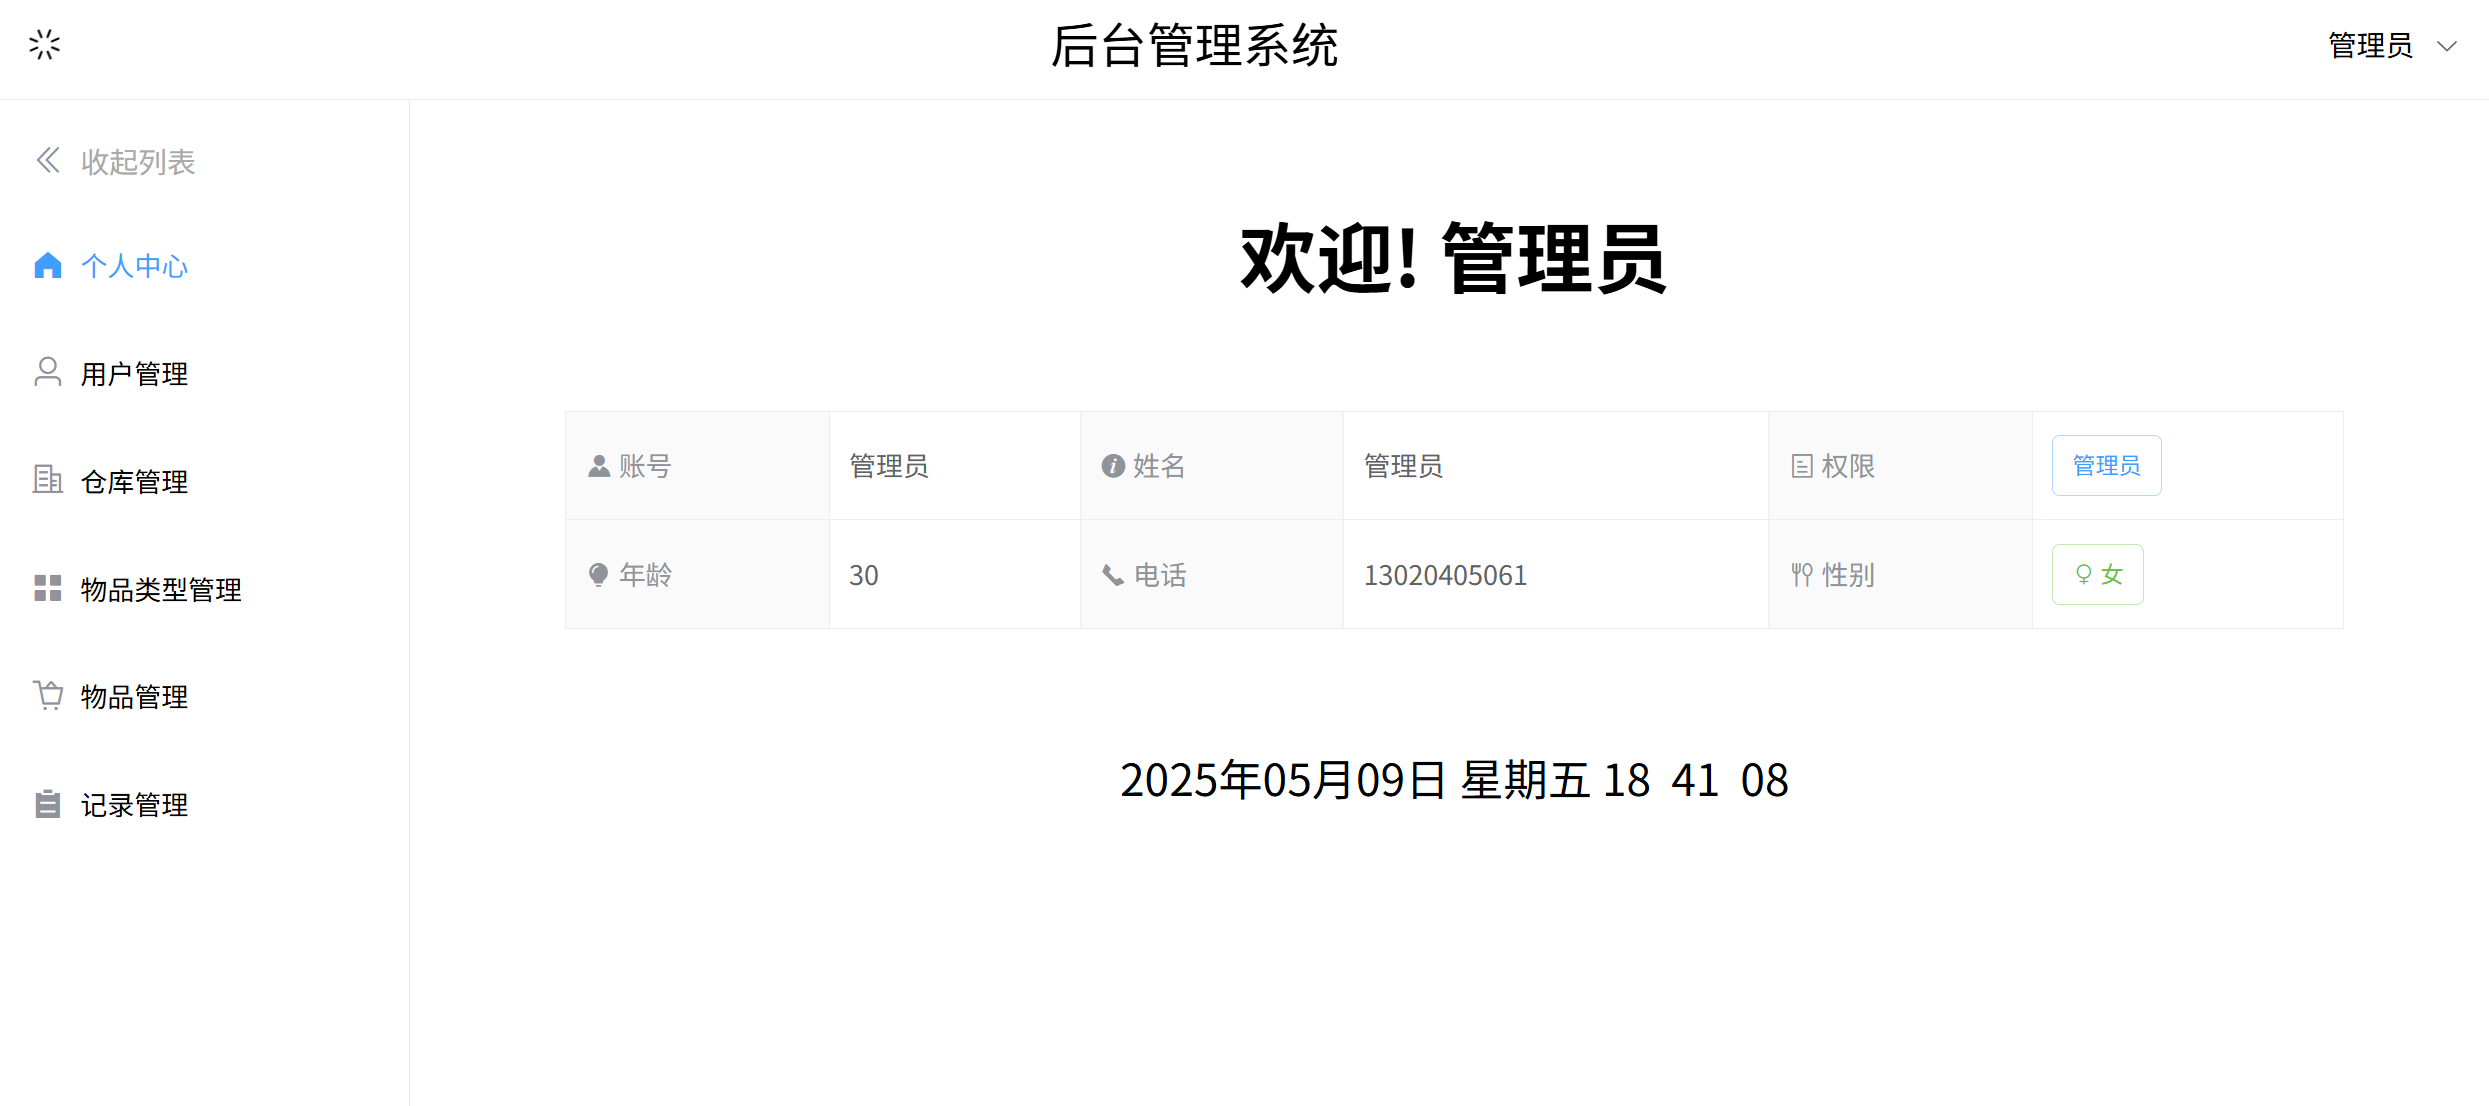 后台管理系统
管理员
收起列表
个人中心
用户管理
仓库管理
物品类型管理
物品管理
记录管理
欢迎! 管理员
账号 管理员 姓名 管理员 权限 管理员
年龄 30 电话 13020405061 性别 女
2025年05月09日 星期五 18 41 08